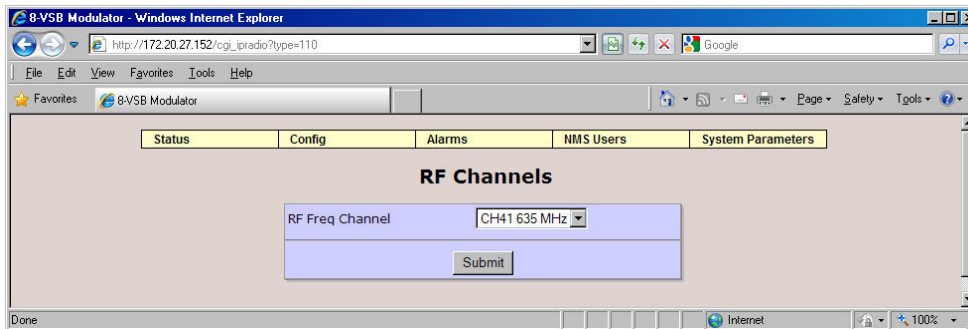 8-VSB Modulator - Windows Internet Explorer
http://172.20.27.152/cgi_ipradio?type=110
Google
File Edit View Favorites Tools Help
Favorites 8-VSB Modulator Page Safety Tools
Status Config Alarms NMS Users System Parameters
RF Channels
RF Freq Channel CH41 635 MHz
Submit
Done Internet 100%